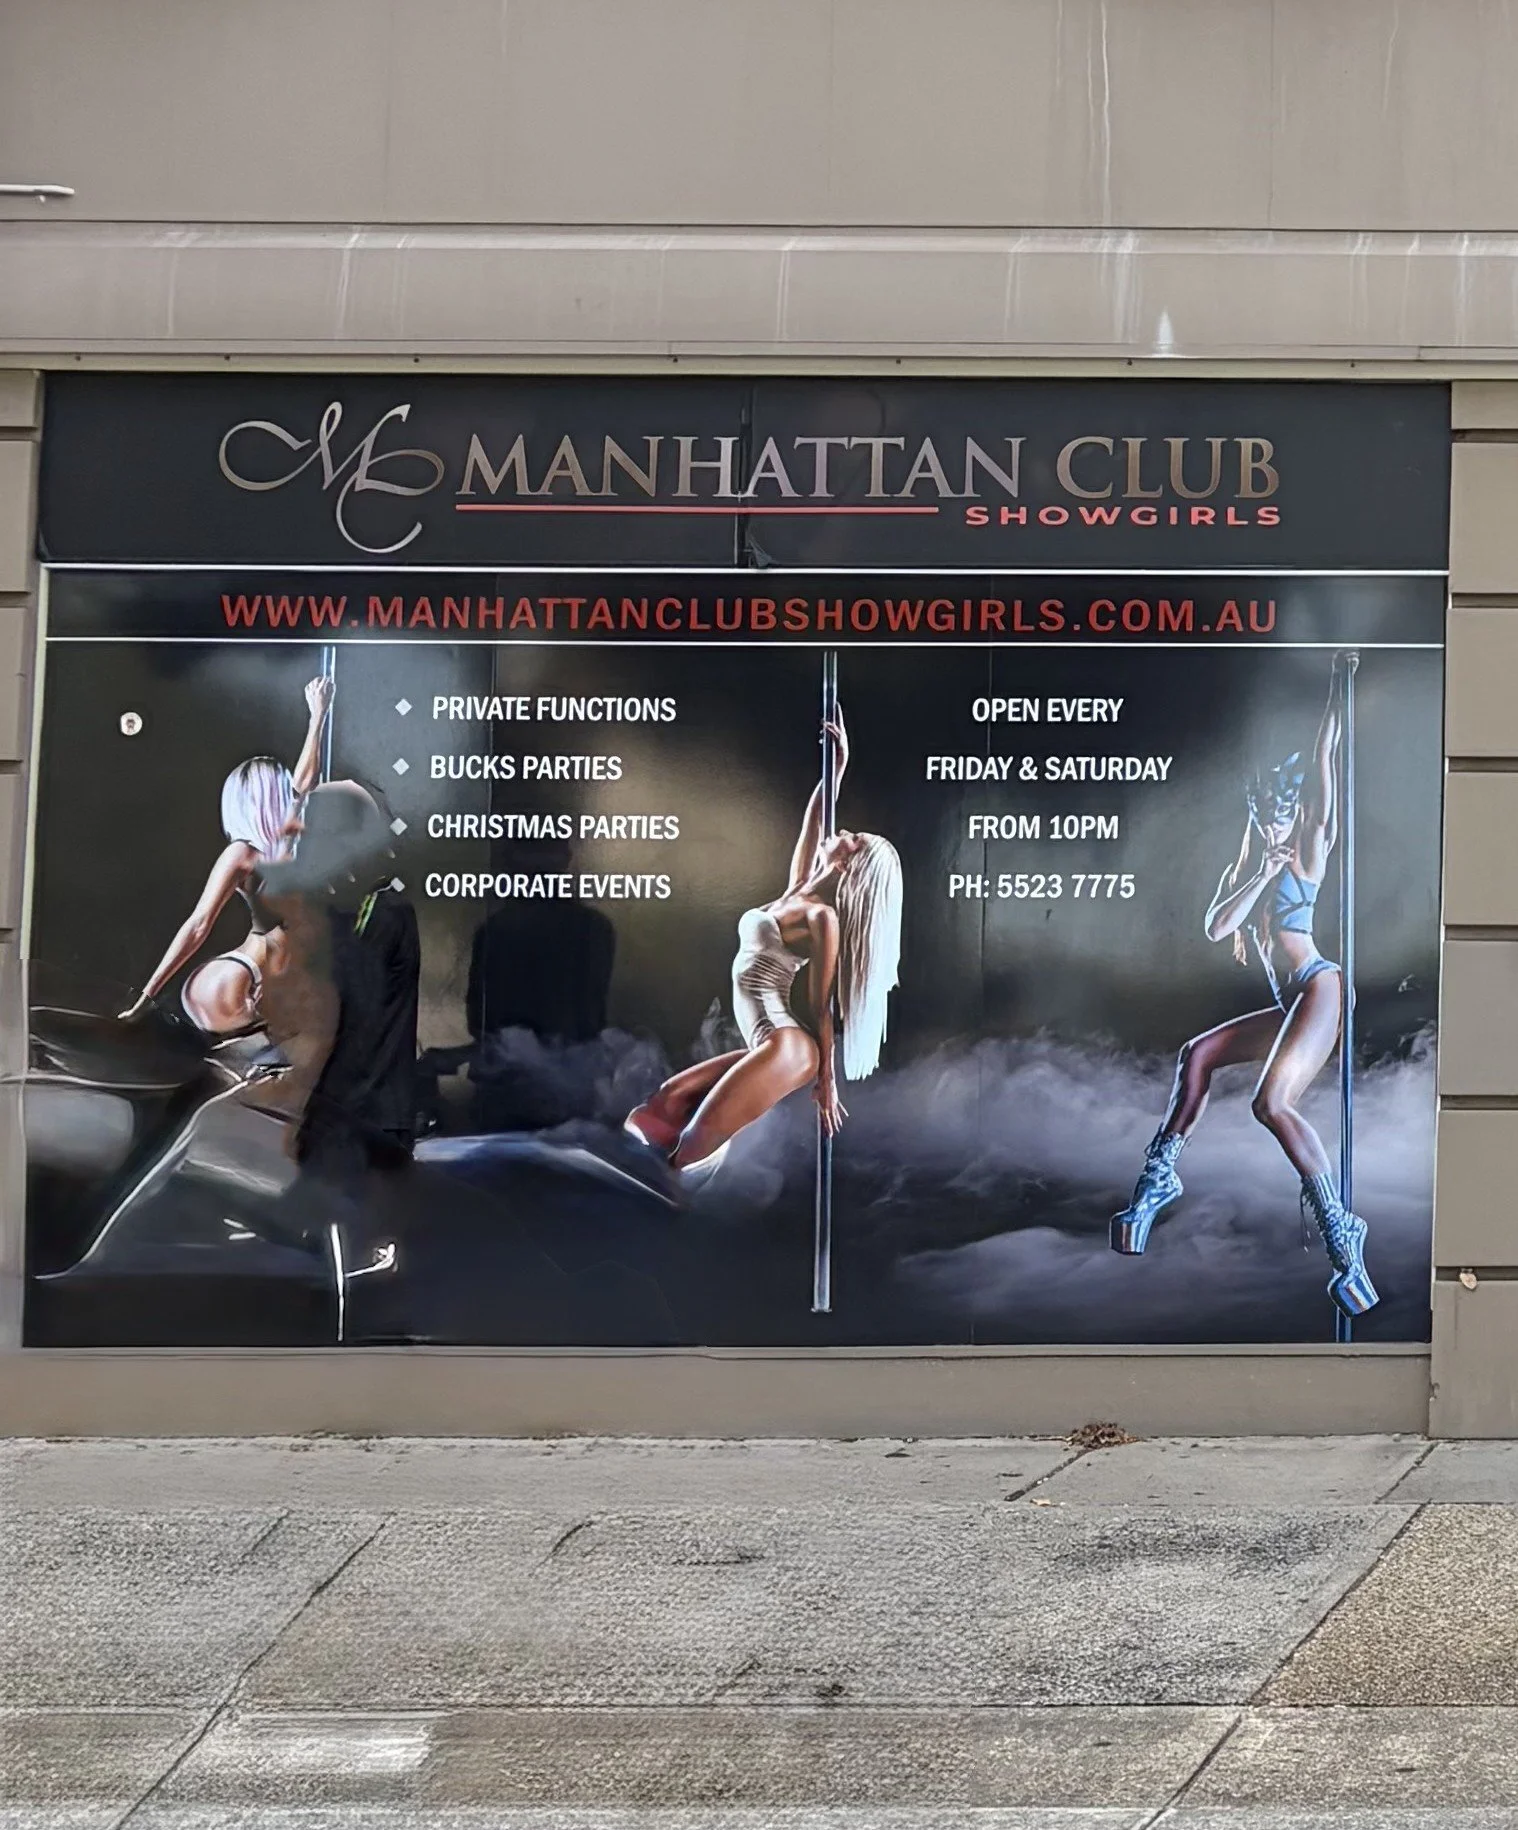 MC MANHATTAN CLUB
SHOWGIRLS
WWW.MANHATTANCLUBSHOWGIRLS.COM.AU
PRIVATE FUNCTIONS
BUCKS PARTIES
CHRISTMAS PARTIES
CORPORATE EVENTS
OPEN EVERY
FRIDAY & SATURDAY
FROM 10PM
PH: 5523 7775